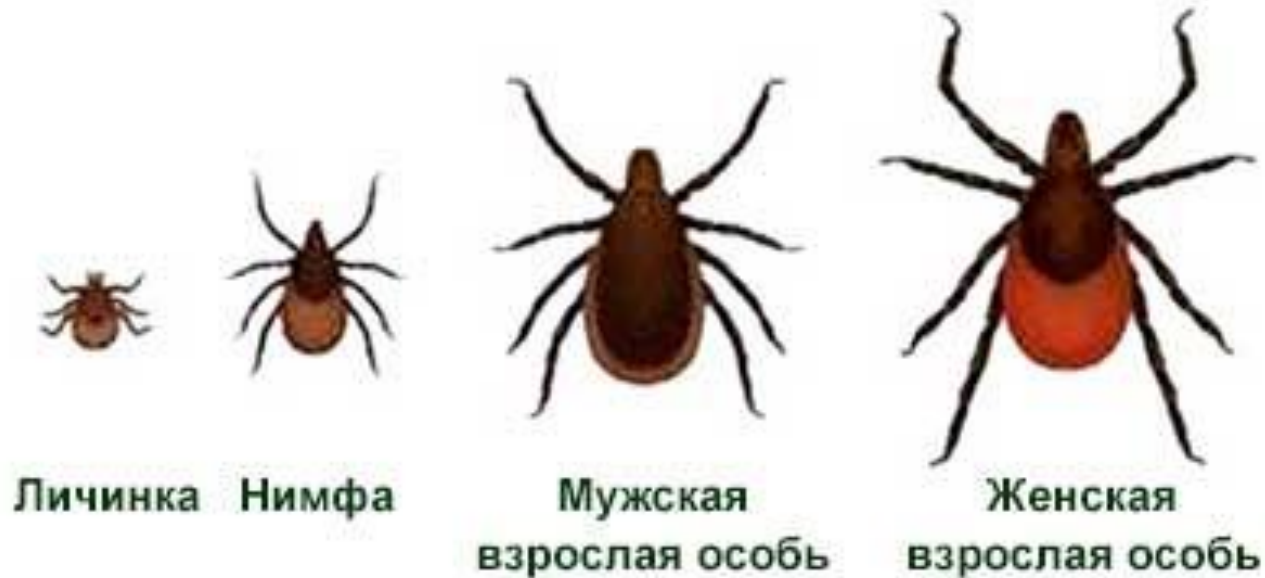 Личинка Нимфа Мужская Женская
взрослая особь взрослая особь